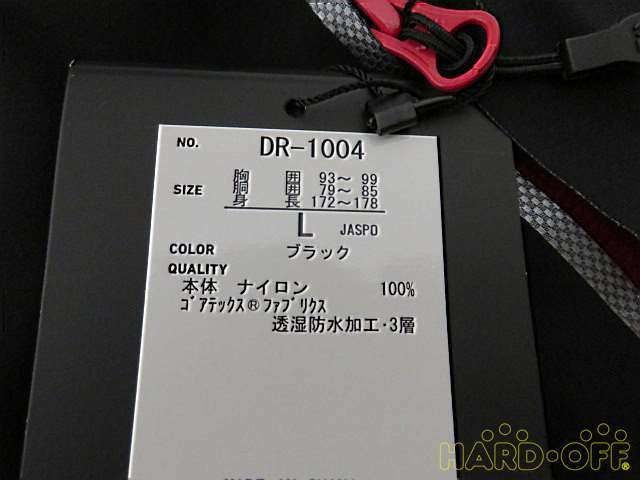 NO. DR-1004
胸 囲 93～ 99
SIZE 胴 囲 79～ 85
身 長 172～178
L JASPO
COLOR ブラック
QUALITY
本体 ナイロン 100%
ｺﾞｱﾃｯｸｽ®ﾌｧﾌﾞﾘｸｽ
透湿防水加工・3層
HARD・OFF®